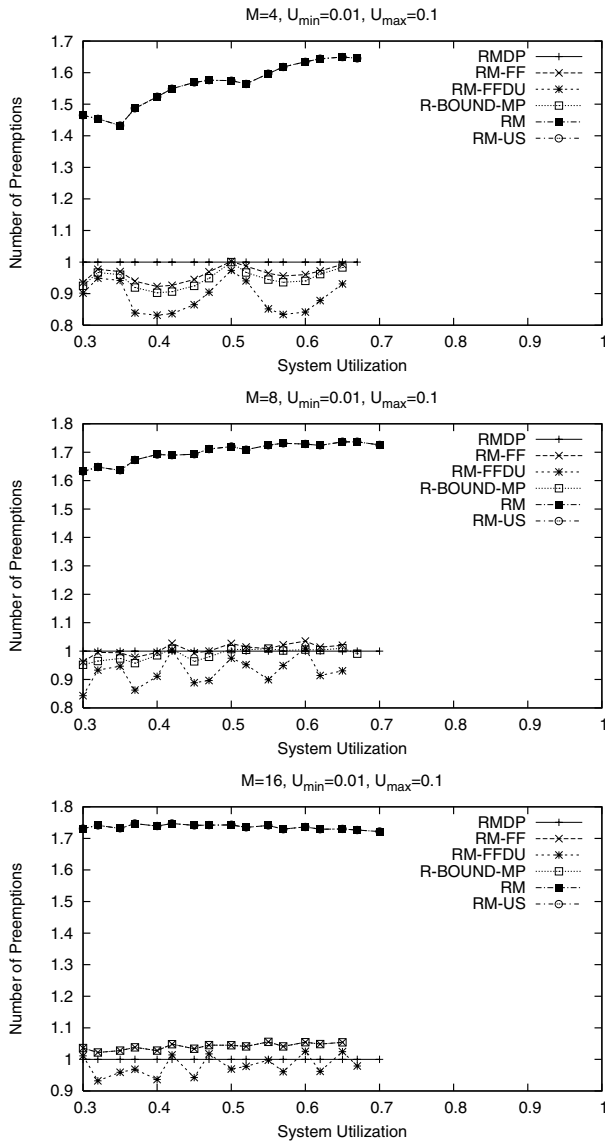 M=4, Umin=0.01, Umax=0.1
1.7
1.6
1.5
1.4
1.3
1.2
1.1
1
0.9
0.8
Number of Preemptions
RMDP
RM-FF
RM-FFDU
R-BOUND-MP
RM
RM-US
0.3 0.4 0.5 0.6 0.7 0.8 0.9 1
System Utilization
M=8, Umin=0.01, Umax=0.1
1.8
1.7
1.6
1.5
1.4
1.3
1.2
1.1
1
0.9
0.8
Number of Preemptions
RMDP
RM-FF
RM-FFDU
R-BOUND-MP
RM
RM-US
0.3 0.4 0.5 0.6 0.7 0.8 0.9 1
System Utilization
M=16, Umin=0.01, Umax=0.1
1.8
1.7
1.6
1.5
1.4
1.3
1.2
1.1
1
0.9
Number of Preemptions
RMDP
RM-FF
RM-FFDU
R-BOUND-MP
RM
RM-US
0.3 0.4 0.5 0.6 0.7 0.8 0.9 1
System Utilization